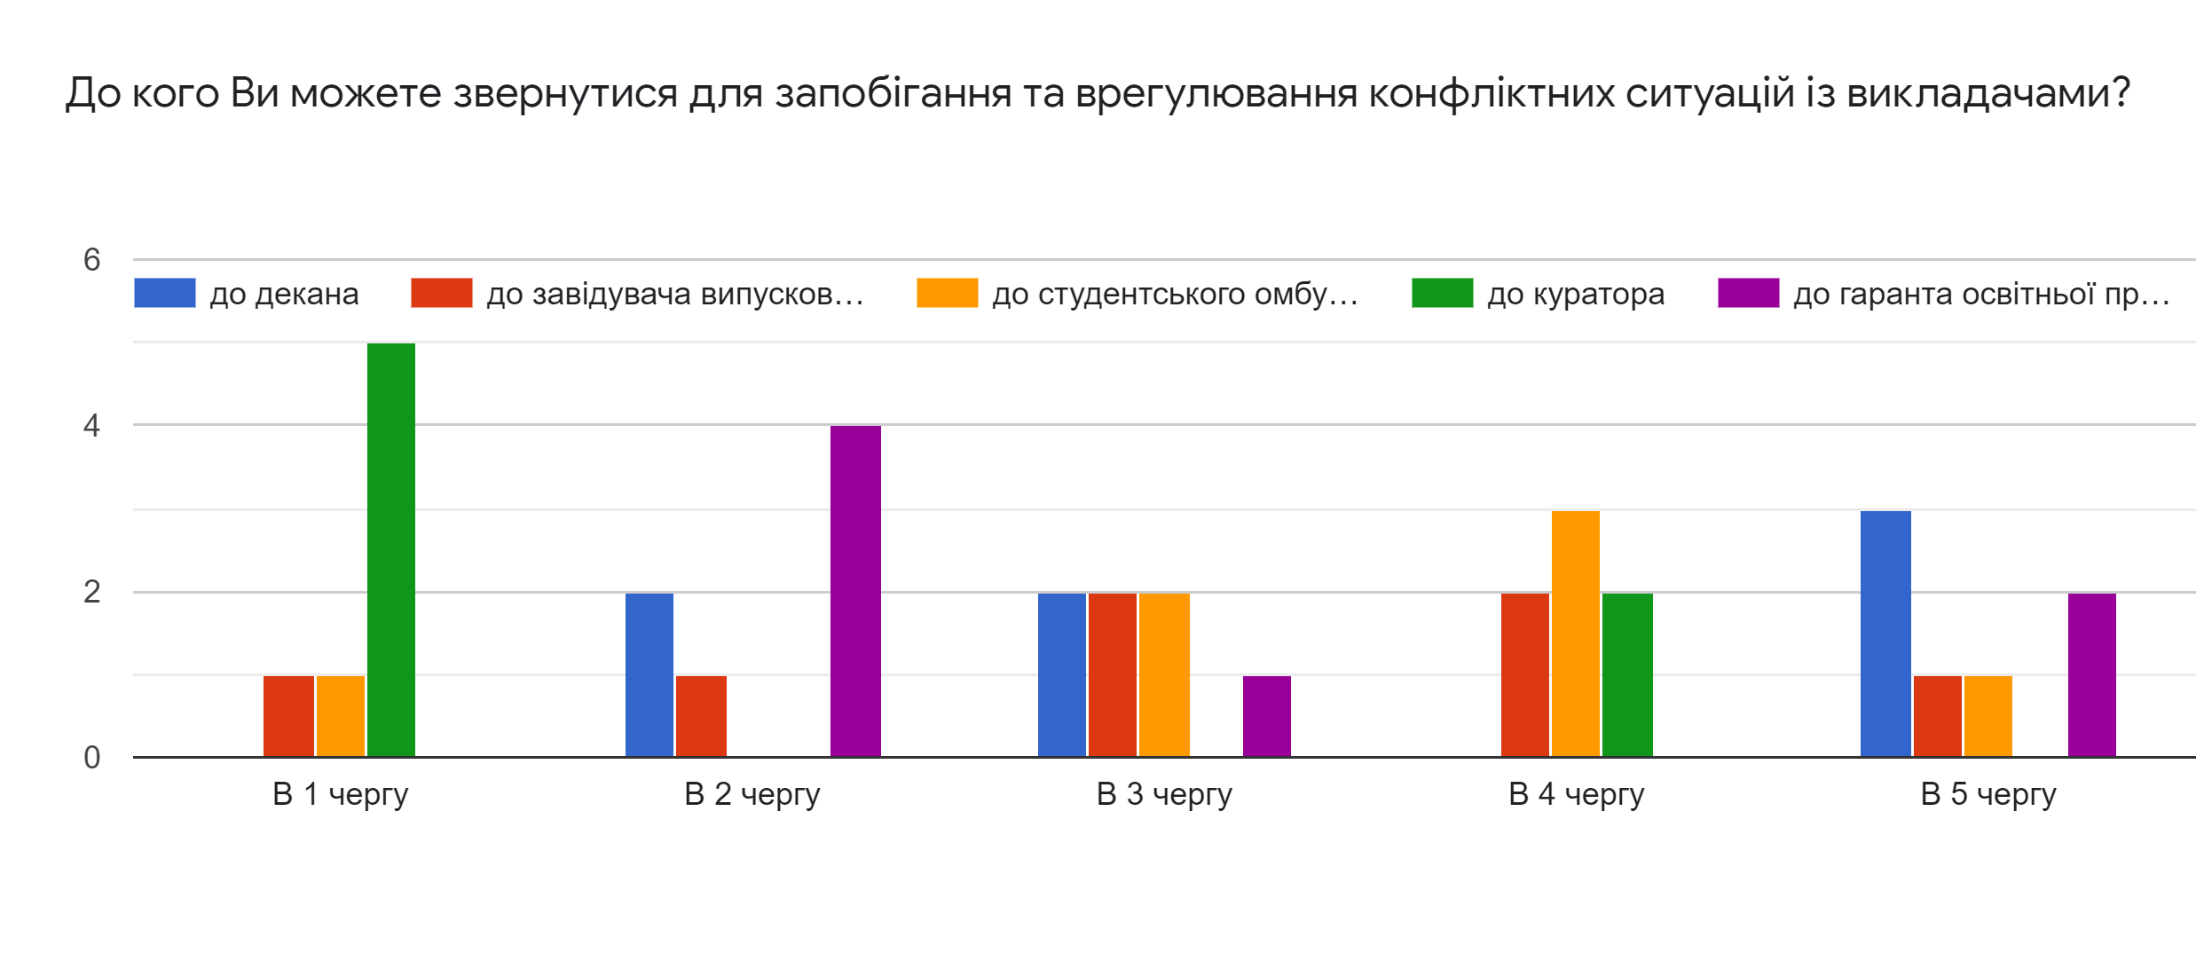 До кого Ви можете звернутися для запобігання та врегулювання конфліктних ситуацій із викладачами?
6
до декана до завідувача випусков… до студентського омбу… до куратора до гаранта освітньої пр…
4
2
0
В 1 чергу В 2 чергу В 3 чергу В 4 чергу В 5 чергу